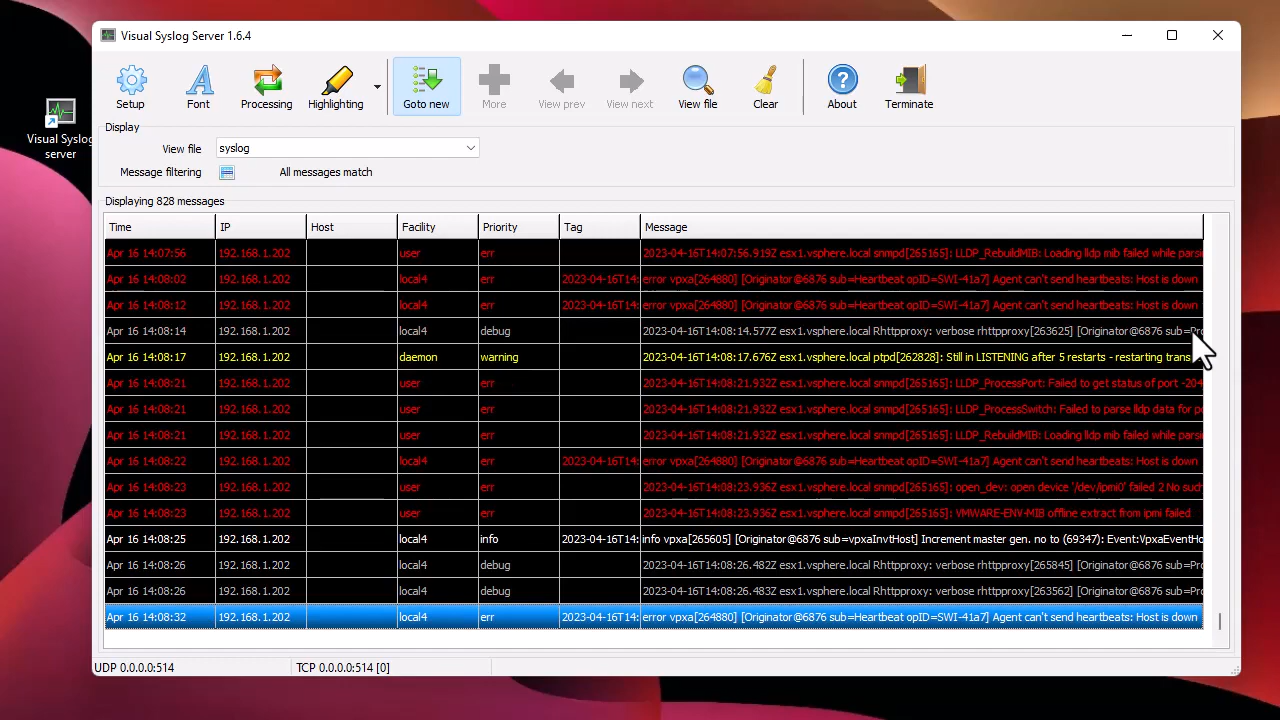 Visual Syslog Server 1.6.4
Setup Font Processing Highlighting Goto new More View prev View next View file Clear About Terminate
Visual Syslog
server
Display
View file syslog
Message filtering All messages match
Displaying 828 messages
Time IP Host Facility Priority Tag Message
Apr 16 14:07:56 192.168.1.202 user err 2023-04-16T14:07:56.919Z esx1.vsphere.local snmpd[265165]: LLDP_RebuildMIB: Loading lldp mib failed while parsi
Apr 16 14:08:02 192.168.1.202 local4 err 2023-04-16T14: error vpxa[264880] [Originator@6876 sub=Heartbeat opID=SWI-41a7] Agent can't send heartbeats: Host is down
Apr 16 14:08:12 192.168.1.202 local4 err 2023-04-16T14: error vpxa[264880] [Originator@6876 sub=Heartbeat opID=SWI-41a7] Agent can't send heartbeats: Host is down
Apr 16 14:08:14 192.168.1.202 local4 debug 2023-04-16T14:08:14.577Z esx1.vsphere.local Rhttpproxy: verbose rhttpproxy[263625] [Originator@6876 sub=Pro
Apr 16 14:08:17 192.168.1.202 daemon warning 2023-04-16T14:08:17.676Z esx1.vsphere.local ptpd[262828]: Still in LISTENING after 5 restarts - restarting trans
Apr 16 14:08:21 192.168.1.202 user err 2023-04-16T14:08:21.932Z esx1.vsphere.local snmpd[265165]: LLDP_ProcessPort: Failed to get status of port -204
Apr 16 14:08:21 192.168.1.202 user err 2023-04-16T14:08:21.932Z esx1.vsphere.local snmpd[265165]: LLDP_ProcessSwitch: Failed to parse lldp data for po
Apr 16 14:08:21 192.168.1.202 user err 2023-04-16T14:08:21.932Z esx1.vsphere.local snmpd[265165]: LLDP_RebuildMIB: Loading lldp mib failed while parsi
Apr 16 14:08:22 192.168.1.202 local4 err 2023-04-16T14: error vpxa[264880] [Originator@6876 sub=Heartbeat opID=SWI-41a7] Agent can't send heartbeats: Host is down
Apr 16 14:08:23 192.168.1.202 user err 2023-04-16T14:08:23.936Z esx1.vsphere.local snmpd[265165]: open_dev: open device '/dev/ipmi0' failed 2 No such
Apr 16 14:08:23 192.168.1.202 user err 2023-04-16T14:08:23.936Z esx1.vsphere.local snmpd[265165]: VMWARE-ENV-MIB offline extract from ipmi failed
Apr 16 14:08:25 192.168.1.202 local4 info 2023-04-16T14: info vpxa[265605] [Originator@6876 sub=vpxaInvtHost] Increment master gen. no to (69347): Event:VpxaEventHo
Apr 16 14:08:26 192.168.1.202 local4 debug 2023-04-16T14:08:26.482Z esx1.vsphere.local Rhttpproxy: verbose rhttpproxy[265845] [Originator@6876 sub=Pro
Apr 16 14:08:26 192.168.1.202 local4 debug 2023-04-16T14:08:26.483Z esx1.vsphere.local Rhttpproxy: verbose rhttpproxy[263562] [Originator@6876 sub=Pro
Apr 16 14:08:32 192.168.1.202 local4 err 2023-04-16T14: error vpxa[264880] [Originator@6876 sub=Heartbeat opID=SWI-41a7] Agent can't send heartbeats: Host is down
UDP 0.0.0.0:514 TCP 0.0.0.0:514 [0]